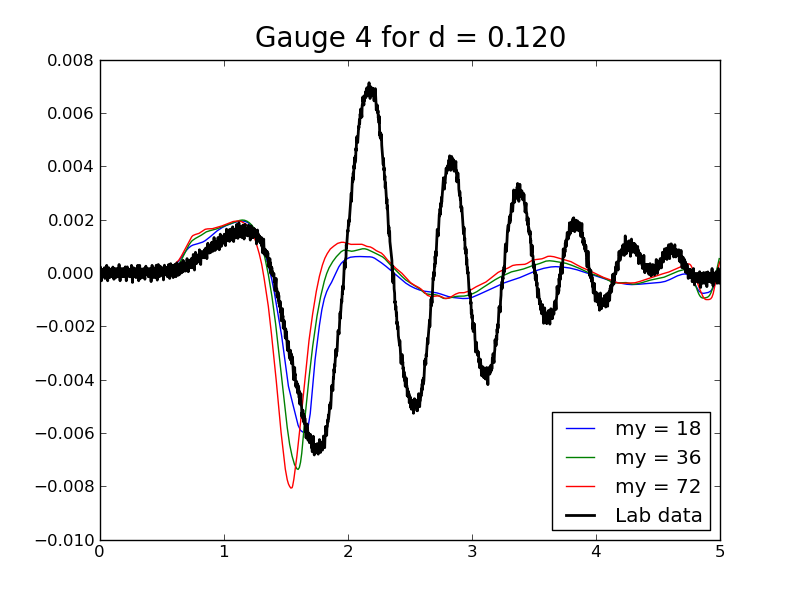 Gauge 4 for d = 0.120
0.008
0.006
0.004
0.002
0.000
−0.002
−0.004
−0.006
−0.008
−0.010
0 1 2 3 4 5
my = 18
my = 36
my = 72
Lab data